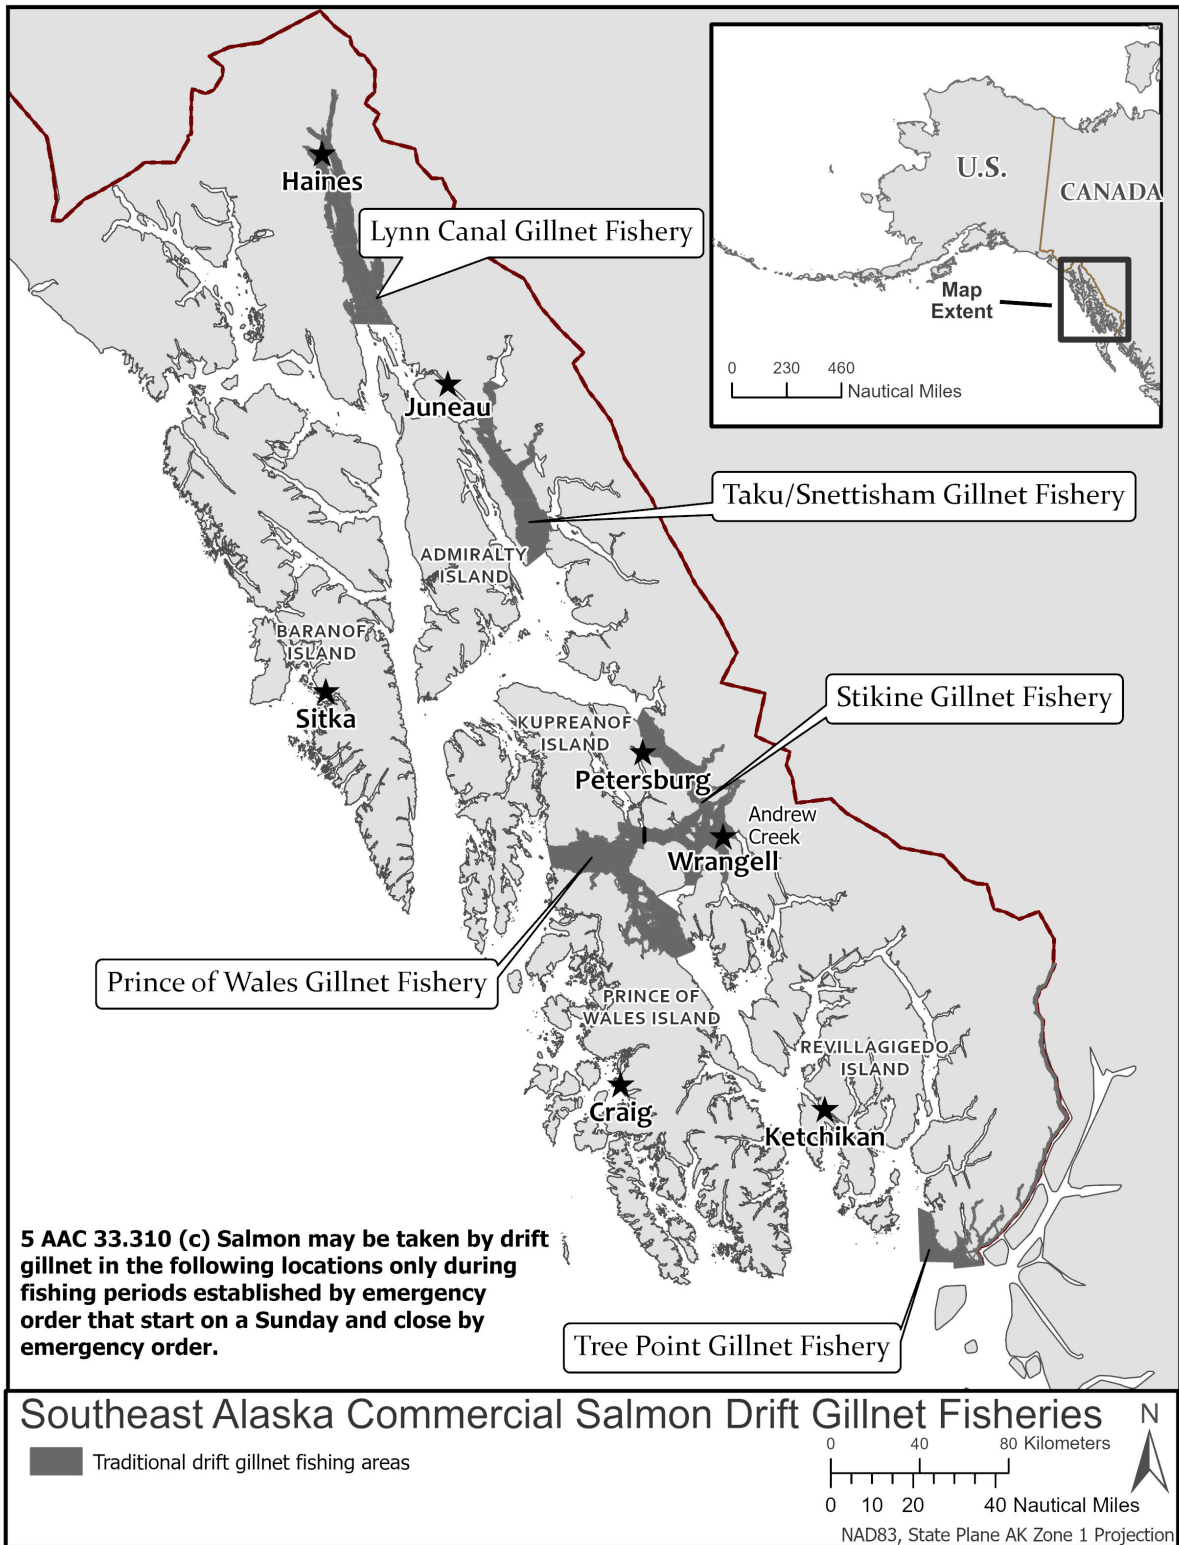 U.S.
CANADA
Map
Extent
0 230 460
Nautical Miles
Haines
Lynn Canal Gillnet Fishery
Juneau
Taku/Snettisham Gillnet Fishery
ADMIRALTY
ISLAND
BARANOF
ISLAND
Sitka
Stikine Gillnet Fishery
KUPREANOF
ISLAND
Petersburg
Andrew
Creek
Wrangell
Prince of Wales Gillnet Fishery
PRINCE OF
WALES ISLAND
REVILLAGIGEDO
ISLAND
Craig
Ketchikan
5 AAC 33.310 (c) Salmon may be taken by drift
gillnet in the following locations only during
fishing periods established by emergency
order that start on a Sunday and close by
emergency order.
Tree Point Gillnet Fishery
Southeast Alaska Commercial Salmon Drift Gillnet Fisheries
N
Traditional drift gillnet fishing areas
0 40 80 Kilometers
0 10 20 40 Nautical Miles
NAD83, State Plane AK Zone 1 Projection